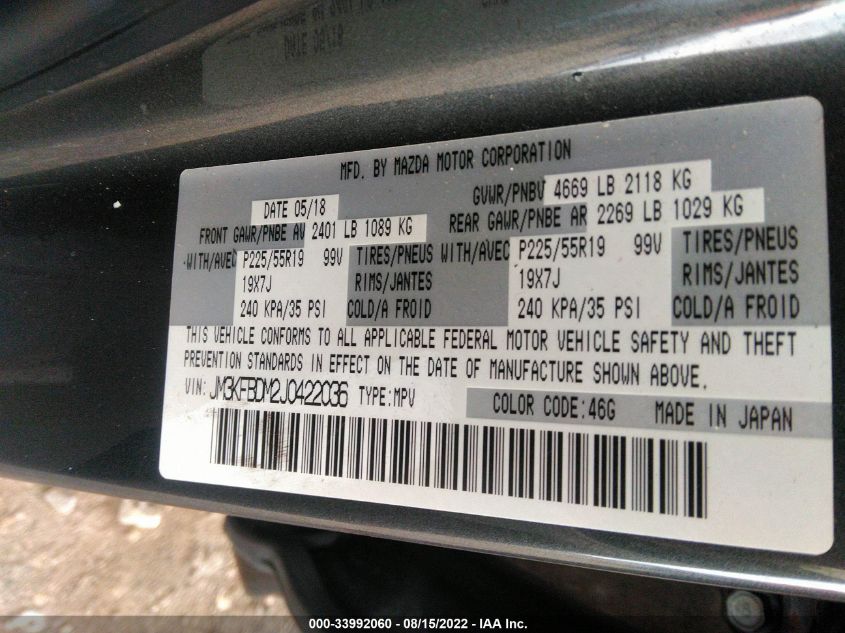 MFD. BY MAZDA MOTOR CORPORATION
DATE 05/18 GVWR/PNBV 4669 LB 2118 KG
FRONT GAWR/PNBE AV 2401 LB 1089 KG REAR GAWR/PNBE AR 2269 LB 1029 KG
WITH/AVEC P225/55R19 99V TIRES/PNEUS WITH/AVEC P225/55R19 99V TIRES/PNEUS
19X7J RIMS/JANTES 19X7J RIMS/JANTES
240 KPA/35 PSI COLD/A FROID 240 KPA/35 PSI COLD/A FROID
THIS VEHICLE CONFORMS TO ALL APPLICABLE FEDERAL MOTOR VEHICLE SAFETY AND THEFT
PREVENTION STANDARDS IN EFFECT ON THE DATE OF MANUFACTURE SHOWN ABOVE.
VIN: JM3KFBDM2J0422036 TYPE:MPV COLOR CODE:46G MADE IN JAPAN
000-33992060 - 08/15/2022 - IAA Inc.